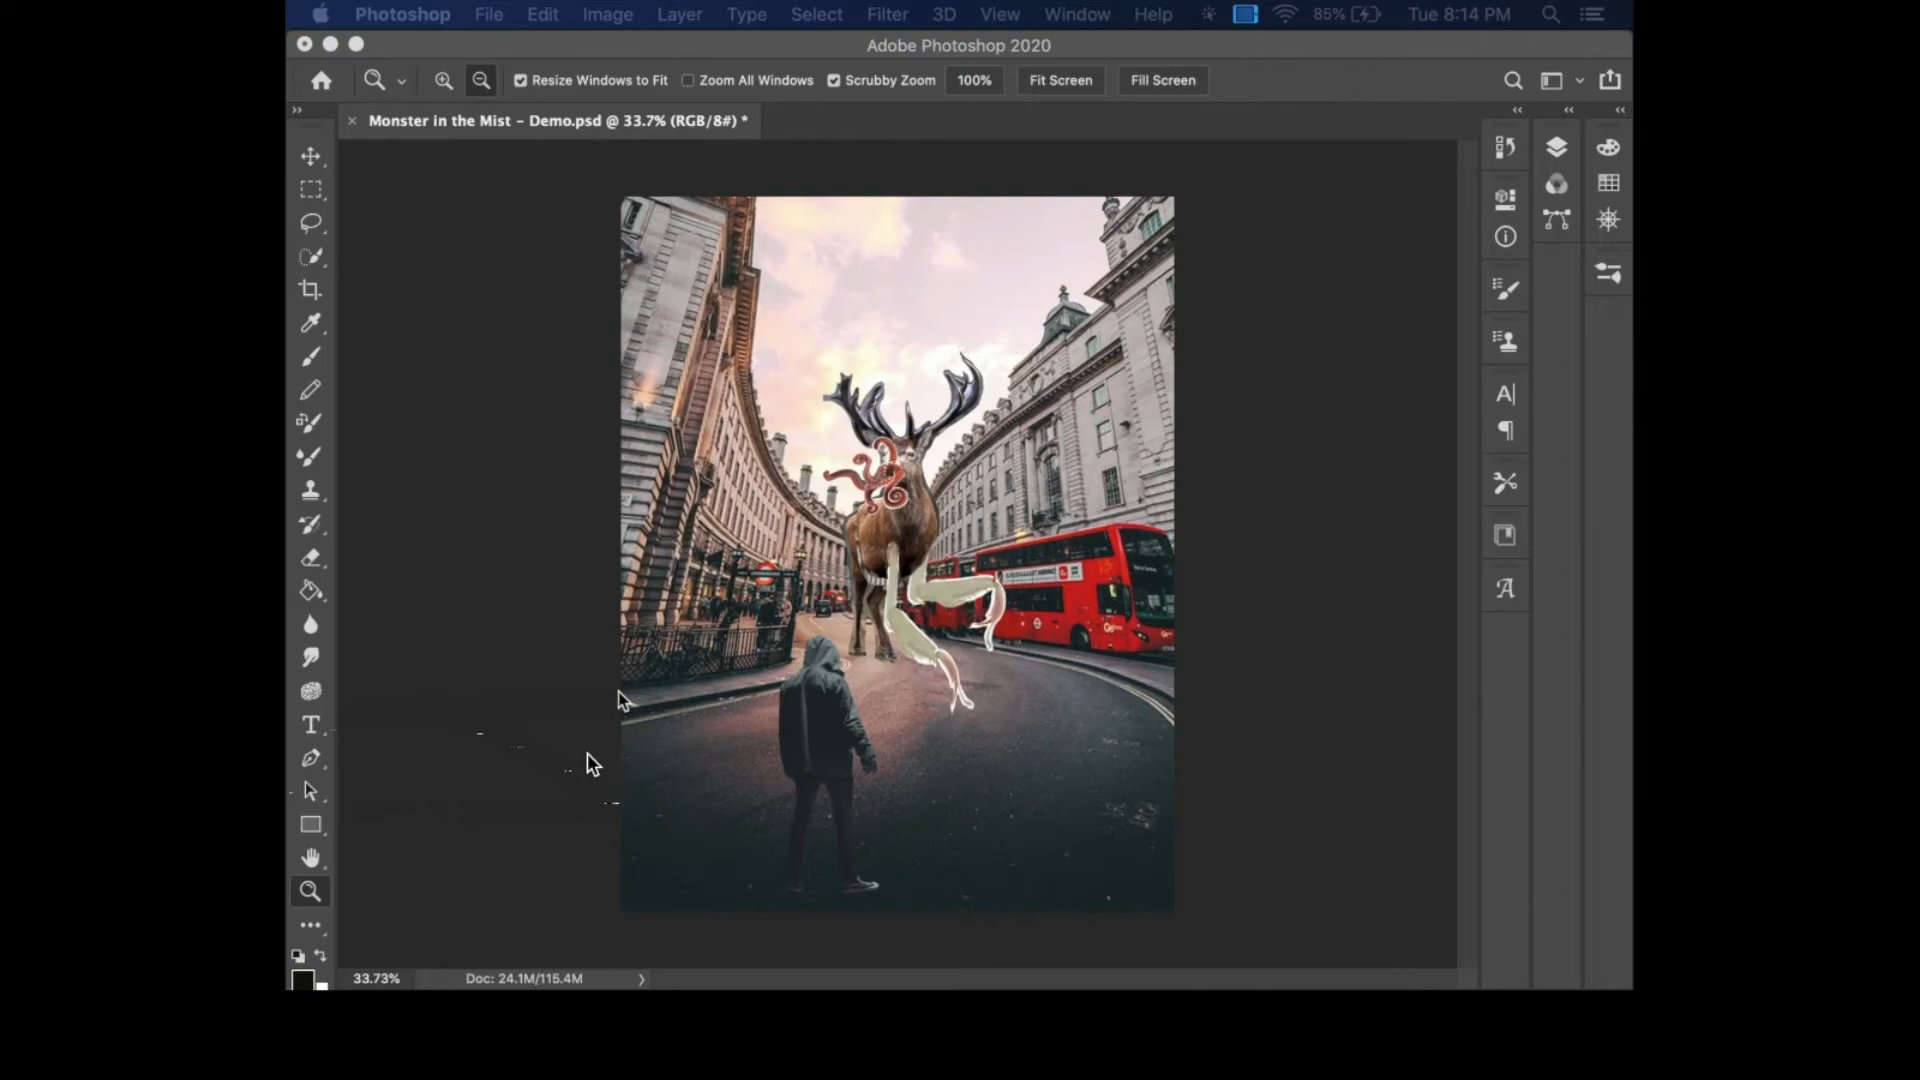 Photoshop File Edit Image Layer Type Select Filter 3D View Window Help 85% Tue 8:14 PM
Adobe Photoshop 2020
Resize Windows to Fit Zoom All Windows Scrubby Zoom 100% Fit Screen Fill Screen
× Monster in the Mist – Demo.psd @ 33.7% (RGB/8#) *
33.73% Doc: 24.1M/115.4M